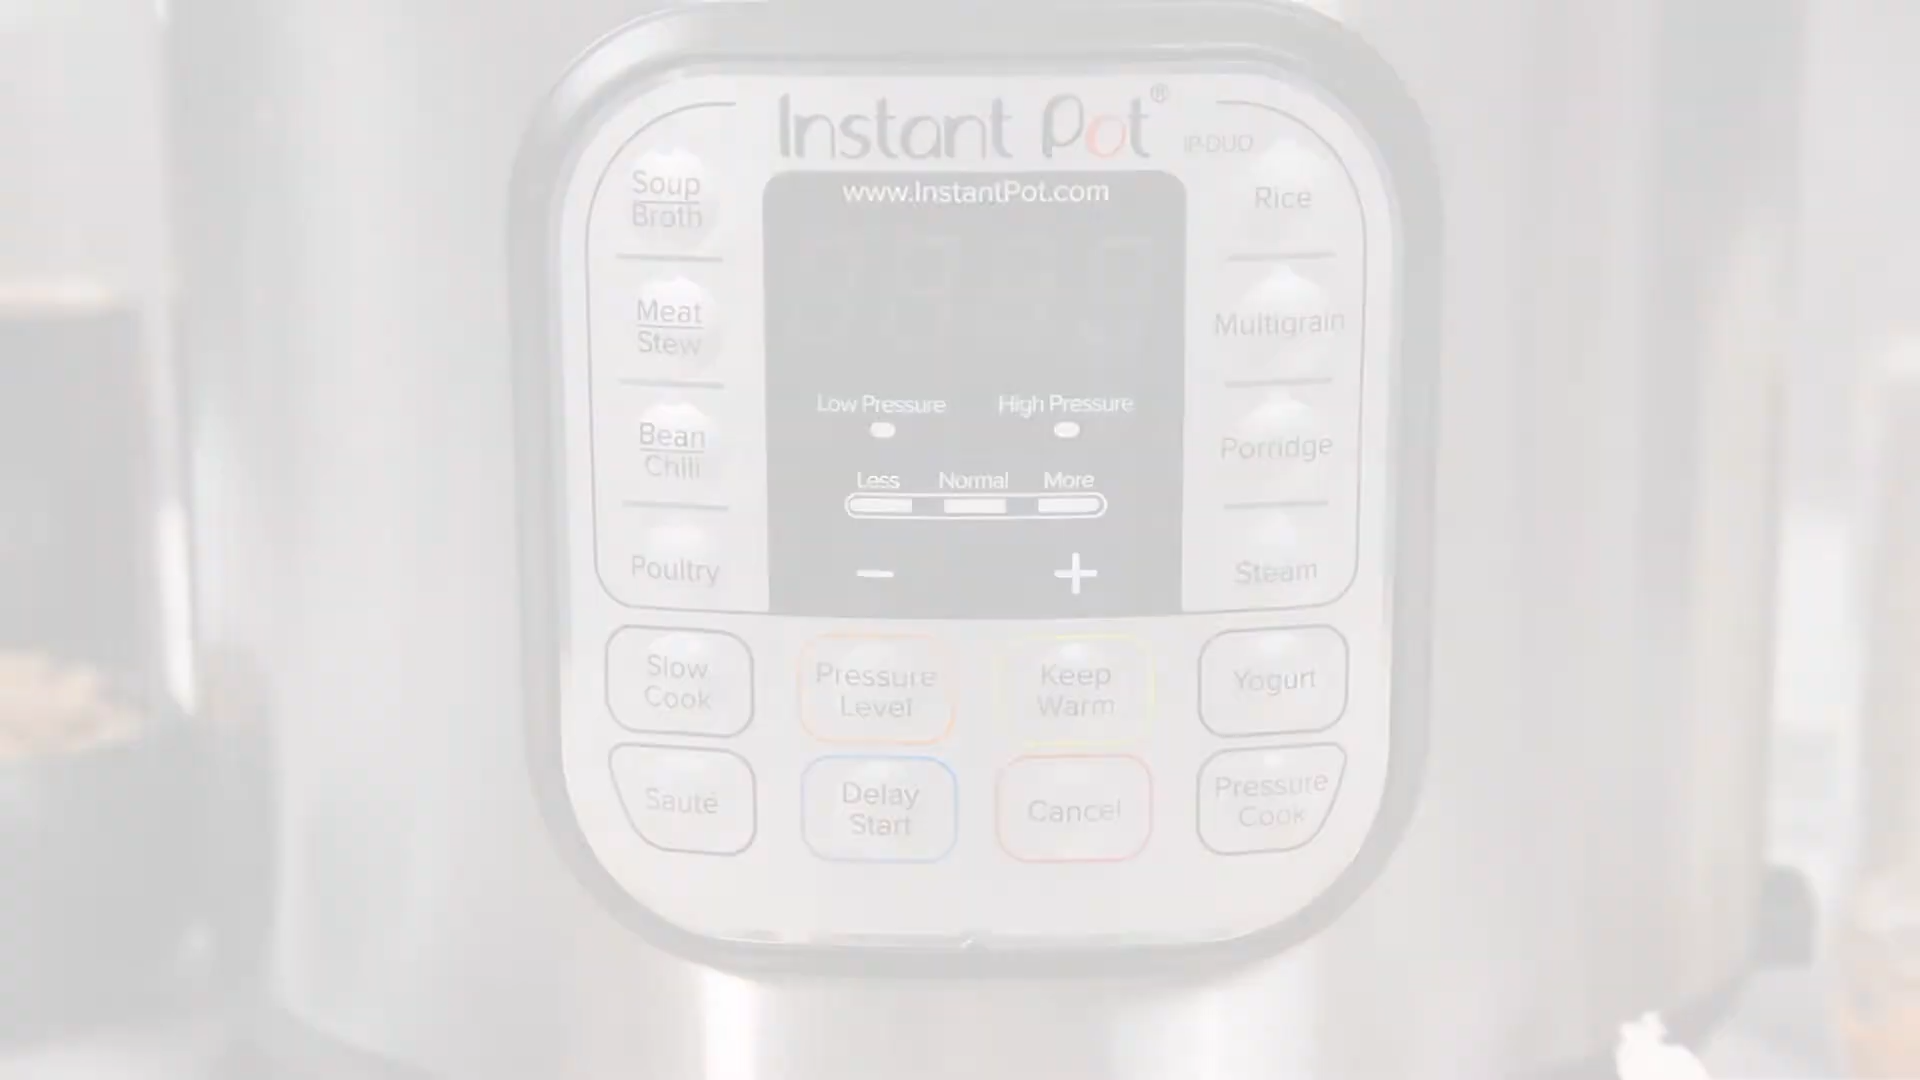 Instant Pot®
IP-DUO
www.InstantPot.com
Soup
Broth
Meat
Stew
Bean
Chili
Poultry
Low Pressure
High Pressure
Less
Normal
More
−
+
Rice
Multigrain
Porridge
Steam
Slow
Cook
Pressure
Level
Keep
Warm
Yogurt
Sauté
Delay
Start
Cancel
Pressure
Cook